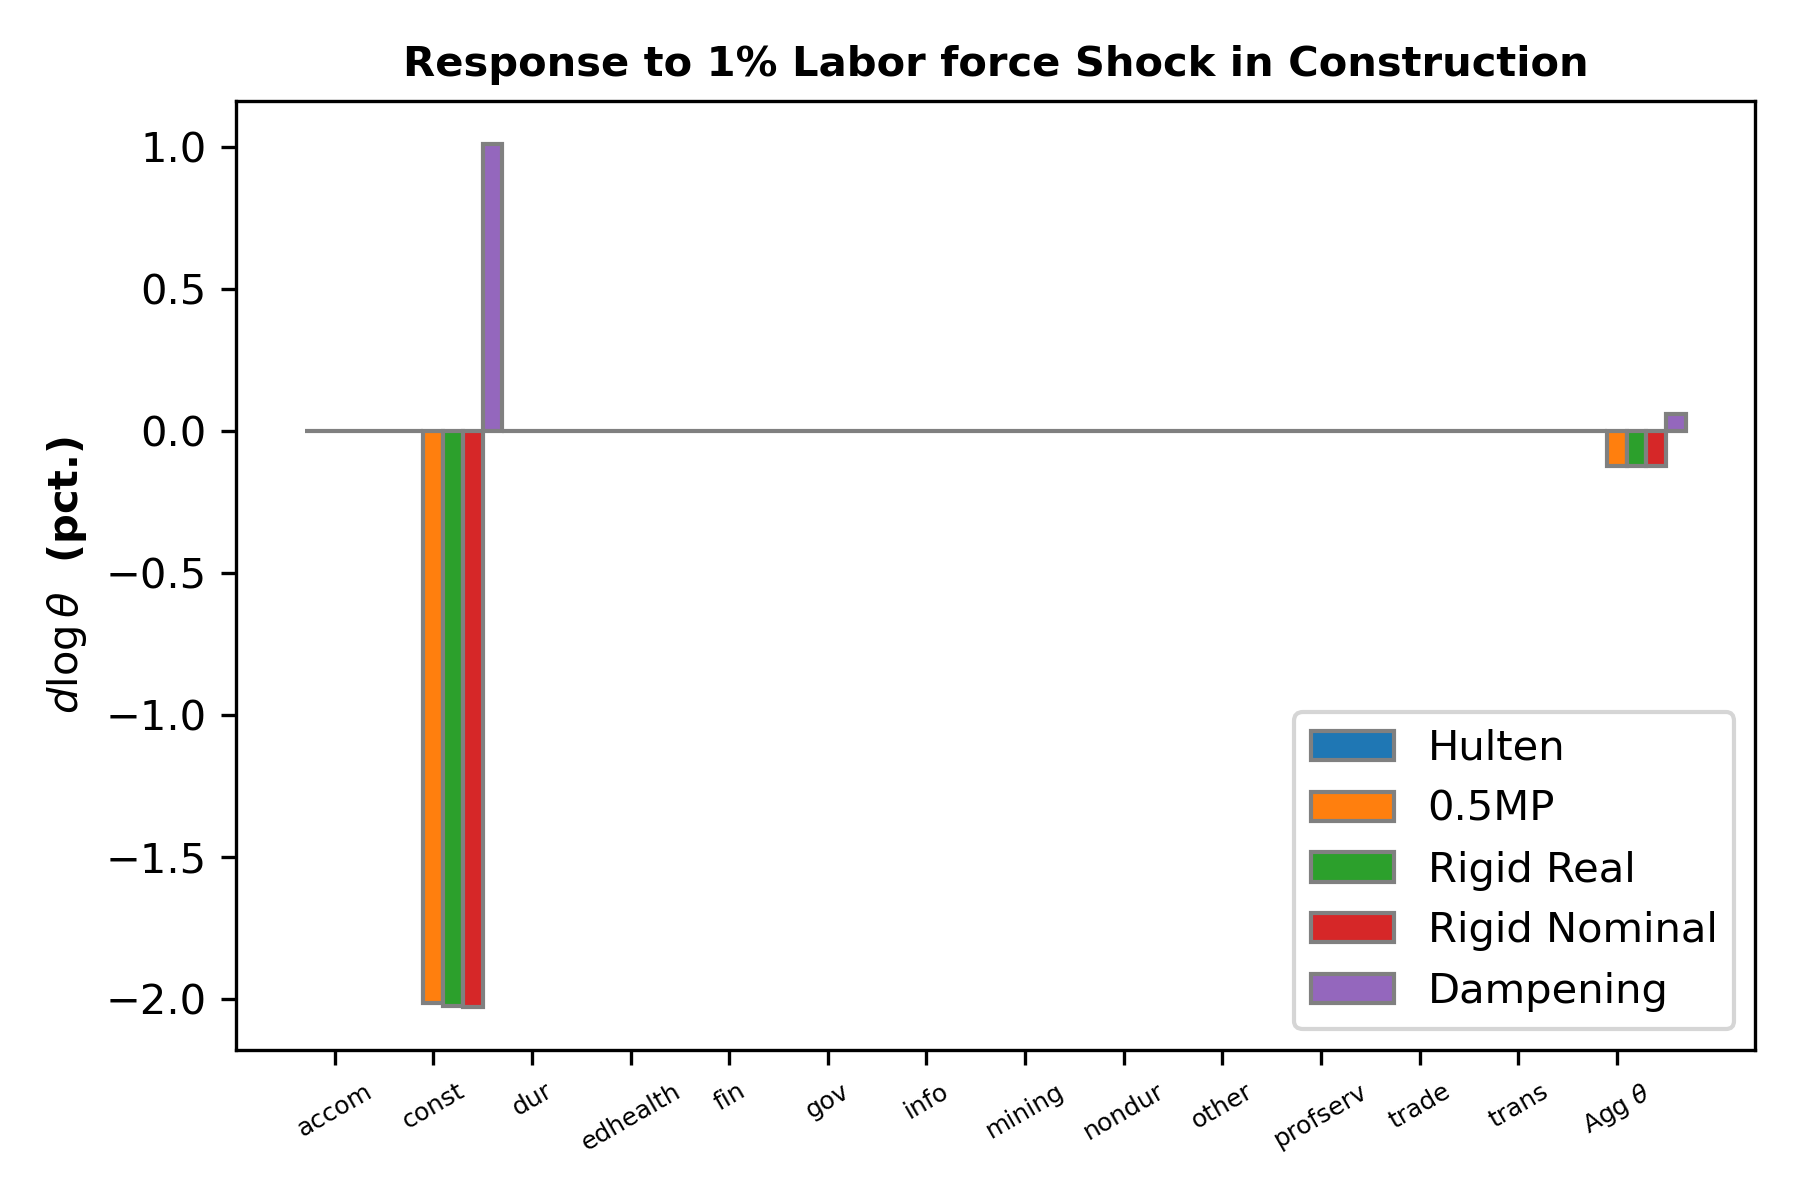 Response to 1% Labor force Shock in Construction
1.0
0.5
0.0
−0.5
−1.0
−1.5
−2.0
d log θ (pct.)
accom
const
dur
edhealth
fin
gov
info
mining
nondur
other
profserv
trade
trans
Agg θ
Hulten
0.5MP
Rigid Real
Rigid Nominal
Dampening